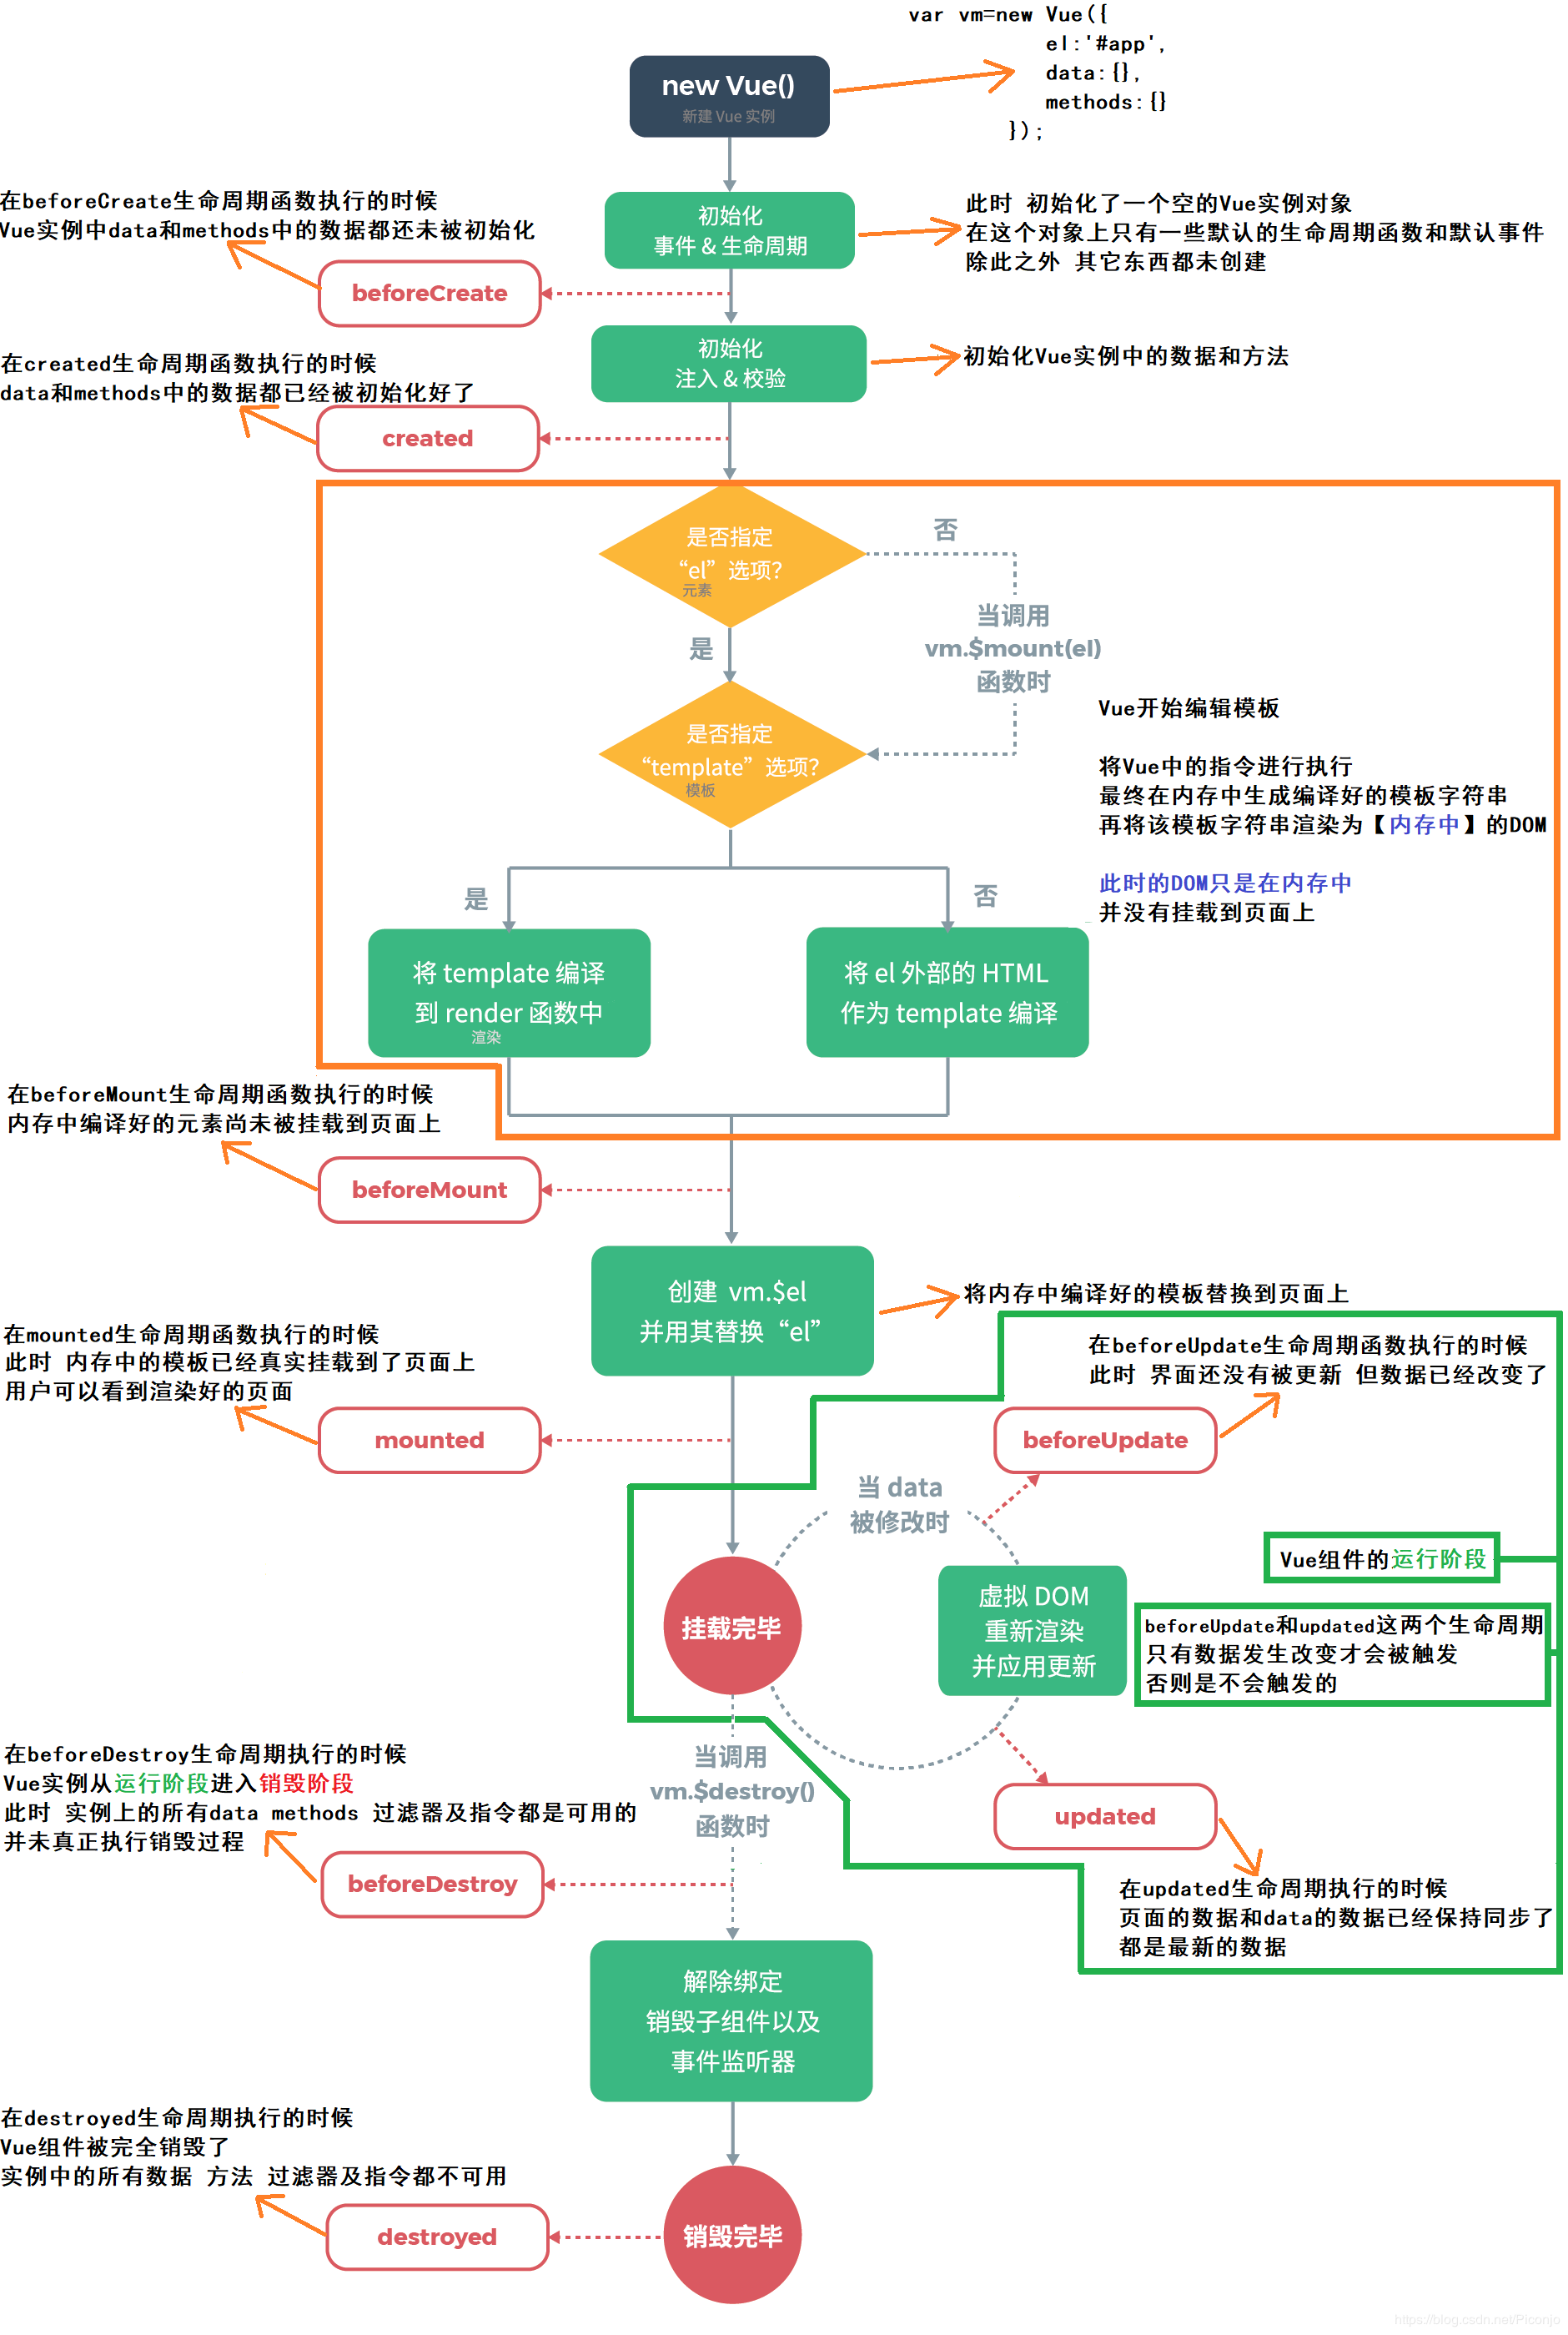 var vm=new Vue({
el:'#app',
data:{},
methods:{}
});
new Vue()
新建 Vue 实例
在beforeCreate生命周期函数执行的时候
Vue实例中data和methods中的数据都还未被初始化
初始化
事件 & 生命周期
此时 初始化了一个空的Vue实例对象
在这个对象上只有一些默认的生命周期函数和默认事件
除此之外 其它东西都未创建
beforeCreate
初始化
注入 & 校验
初始化Vue实例中的数据和方法
在created生命周期函数执行的时候
data和methods中的数据都已经被初始化好了
created
是否指定
“el”选项?
元素
否
当调用
vm.$mount(el)
函数时
是
是否指定
“template”选项?
模板
Vue开始编辑模板
将Vue中的指令进行执行
最终在内存中生成编译好的模板字符串
再将该模板字符串渲染为【内存中】的DOM
此时的DOM只是在内存中
并没有挂载到页面上
是
否
将 template 编译
到 render 函数中
渲染
将 el 外部的 HTML
作为 template 编译
在beforeMount生命周期函数执行的时候
内存中编译好的元素尚未被挂载到页面上
beforeMount
创建 vm.$el
并用其替换“el”
将内存中编译好的模板替换到页面上
在mounted生命周期函数执行的时候
此时 内存中的模板已经真实挂载到了页面上
用户可以看到渲染好的页面
mounted
在beforeUpdate生命周期函数执行的时候
此时 界面还没有被更新 但数据已经改变了
beforeUpdate
当 data
被修改时
挂载完毕
虚拟 DOM
重新渲染
并应用更新
Vue组件的运行阶段
beforeUpdate和updated这两个生命周期
只有数据发生改变才会被触发
否则是不会触发的
updated
在updated生命周期执行的时候
页面的数据和data的数据已经保持同步了
都是最新的数据
当调用
vm.$destroy()
函数时
在beforeDestroy生命周期执行的时候
Vue实例从运行阶段进入销毁阶段
此时 实例上的所有data methods 过滤器及指令都是可用的
并未真正执行销毁过程
beforeDestroy
解除绑定
销毁子组件以及
事件监听器
在destroyed生命周期执行的时候
Vue组件被完全销毁了
实例中的所有数据 方法 过滤器及指令都不可用
destroyed
销毁完毕
https://blog.csdn.net/Piconjo